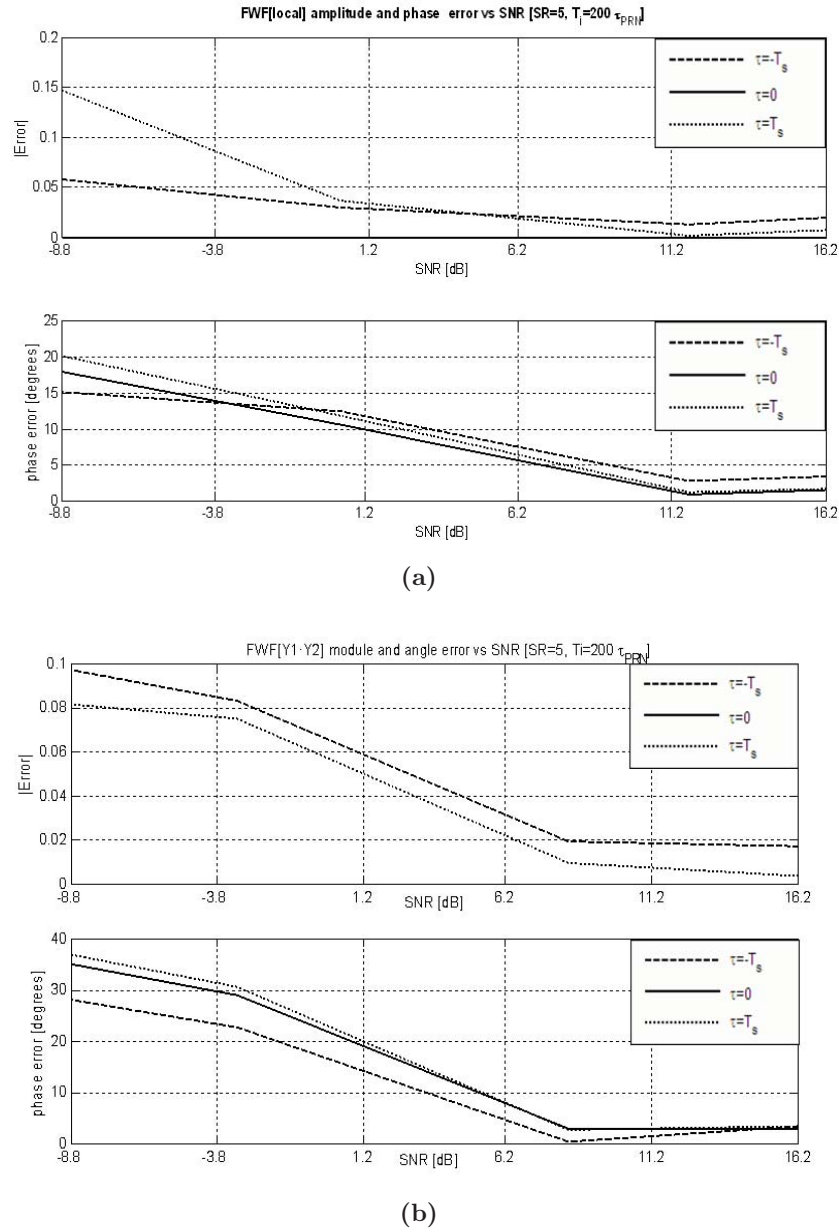 FWF[local] amplitude and phase error vs SNR [SR=5, Tᵢ=200 τPRN]
0.2
0.15
0.1
0.05
0
|Error|
-8.8 -3.8 1.2 6.2 11.2 16.2
SNR [dB]
τ=-Ts
τ=0
τ=Ts
25
20
15
10
5
0
phase error [degrees]
-8.8 -3.8 1.2 6.2 11.2 16.2
SNR [dB]
τ=-Ts
τ=0
τ=Ts
(a)
FWF[Y1·Y2] module and angle error vs SNR [SR=5, Ti=200 τPRN]
0.1
0.08
0.06
0.04
0.02
0
|Error|
-8.8 -3.8 1.2 6.2 11.2 16.2
SNR [dB]
τ=-Ts
τ=0
τ=Ts
40
30
20
10
0
phase error [degrees]
-8.8 -3.8 1.2 6.2 11.2 16.2
SNR [dB]
τ=-Ts
τ=0
τ=Ts
(b)